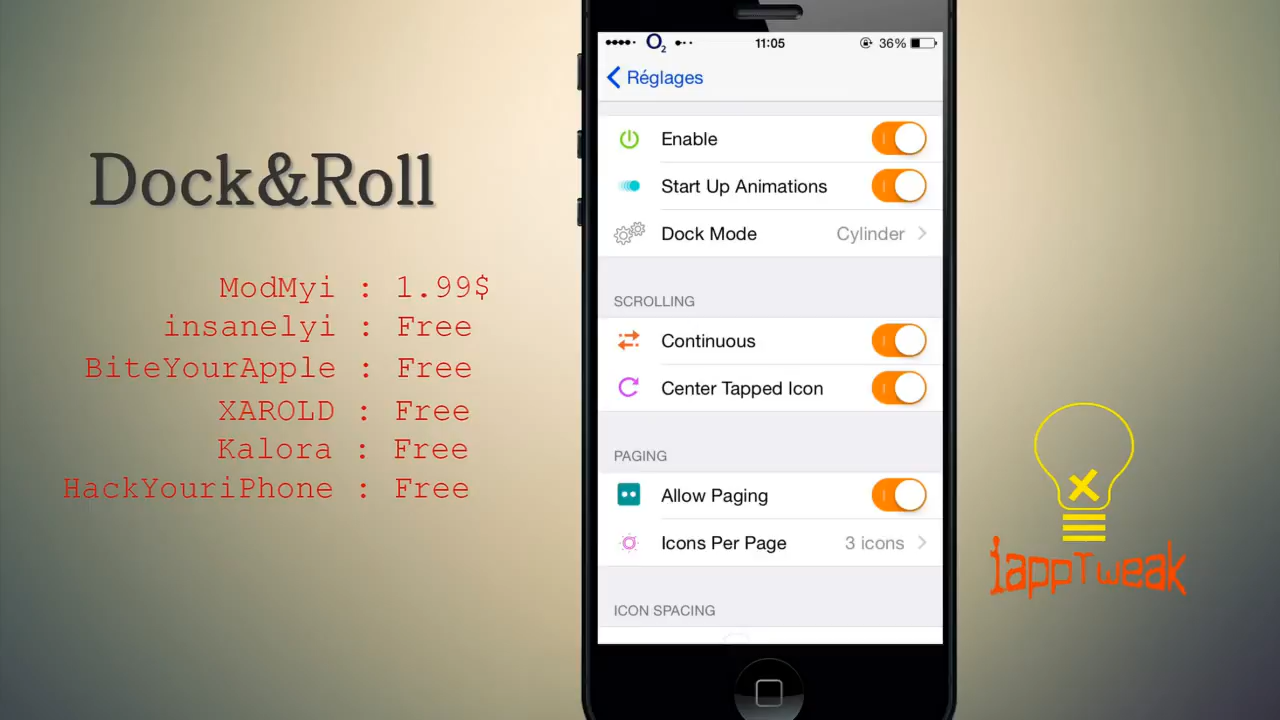 Dock&Roll
ModMyi : 1.99$
insanelyi : Free
BiteYourApple : Free
XAROLD : Free
Kalora : Free
HackYouriPhone : Free
O2 11:05 36%
Réglages
Enable
Start Up Animations
Dock Mode Cylinder
SCROLLING
Continuous
Center Tapped Icon
PAGING
Allow Paging
Icons Per Page 3 icons
ICON SPACING
iappTweak